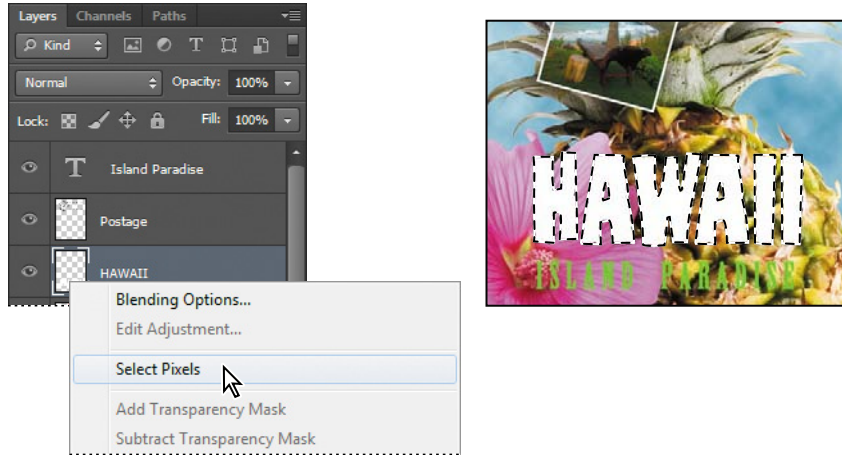 Layers Channels Paths
Kind
T
Normal Opacity: 100%
Lock: Fill: 100%
T Island Paradise
Postage
HAWAII
Blending Options...
Edit Adjustment...
Select Pixels
Add Transparency Mask
Subtract Transparency Mask
HAWAII
ISLAND PARADISE